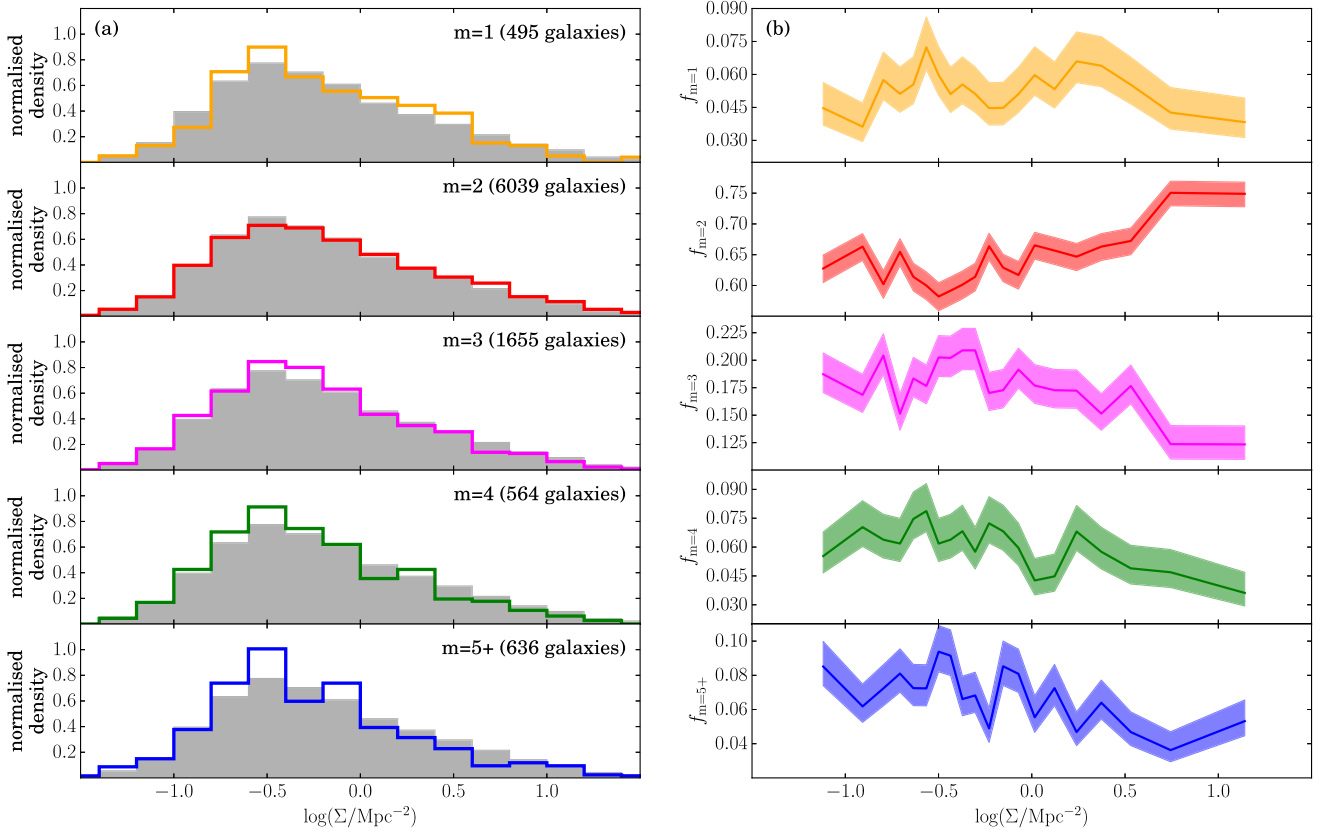 (a)
m=1 (495 galaxies)
normalised
density
1.0
0.8
0.6
0.4
0.2
m=2 (6039 galaxies)
normalised
density
1.0
0.8
0.6
0.4
0.2
m=3 (1655 galaxies)
normalised
density
1.0
0.8
0.6
0.4
0.2
m=4 (564 galaxies)
normalised
density
1.0
0.8
0.6
0.4
0.2
m=5+ (636 galaxies)
normalised
density
1.0
0.8
0.6
0.4
0.2
−1.0 −0.5 0.0 0.5 1.0
log(Σ/Mpc⁻²)
(b)
f_{m=1}
0.090
0.075
0.060
0.045
0.030
f_{m=2}
0.75
0.70
0.65
0.60
f_{m=3}
0.225
0.200
0.175
0.150
0.125
f_{m=4}
0.090
0.075
0.060
0.045
0.030
f_{m=5+}
0.10
0.08
0.06
0.04
−1.0 −0.5 0.0 0.5 1.0
log(Σ/Mpc⁻²)